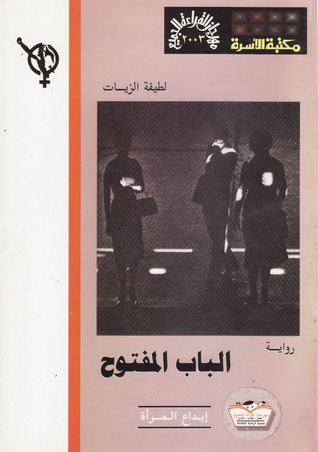 مهرجان القراءة للجميع
٢٠٠٣
مكتبة الأسرة
لطيفة الزيات
رواية
الباب المفتوح
إبداع المرأة